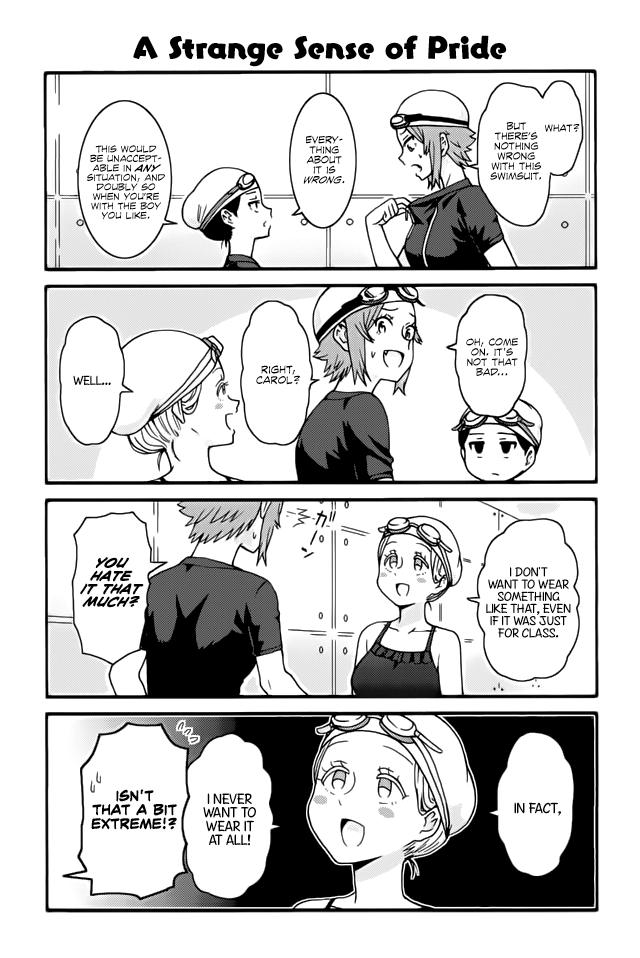 A Strange Sense of Pride
WHAT?
BUT
THERE'S
NOTHING
WRONG
WITH THIS
SWIMSUIT.
EVERY-
THING
ABOUT
IT IS
WRONG.
THIS WOULD
BE UNACCEPT-
ABLE IN ANY
SITUATION, AND
DOUBLY SO
WHEN YOU'RE
WITH THE BOY
YOU LIKE.
OH, COME
ON. IT'S
NOT THAT
BAD...
RIGHT,
CAROL?
WELL...
I DON'T
WANT TO WEAR
SOMETHING
LIKE THAT, EVEN
IF IT WAS JUST
FOR CLASS.
ガーン
YOU
HATE
IT THAT
MUCH?
IN FACT,
I NEVER
WANT TO
WEAR IT
AT ALL!
ISN'T
THAT A BIT
EXTREME!?